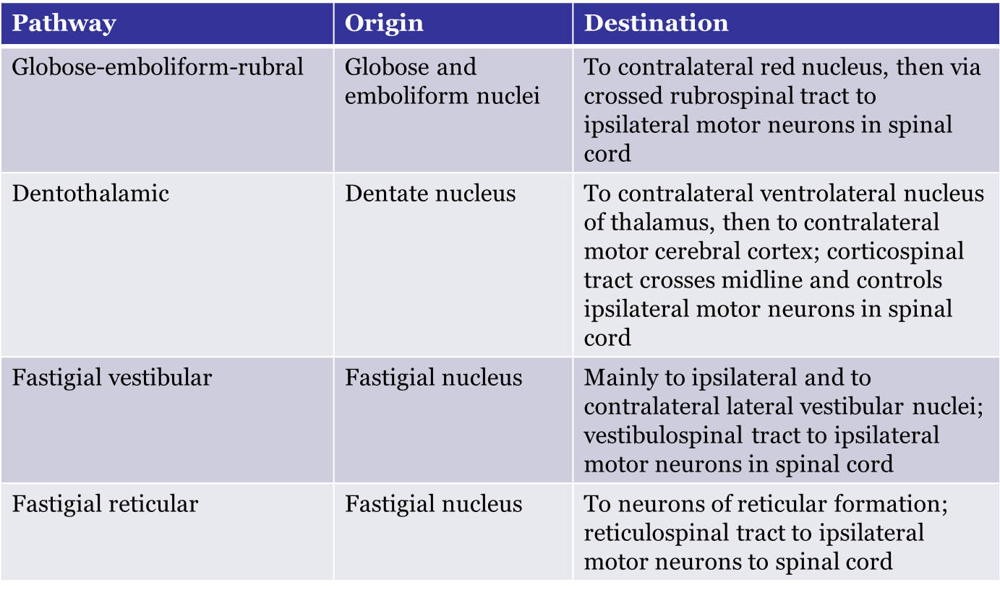 Pathway
Origin
Destination
Globose-emboliform-rubral
Globose and
emboliform nuclei
To contralateral red nucleus, then via
crossed rubrospinal tract to
ipsilateral motor neurons in spinal
cord
Dentothalamic
Dentate nucleus
To contralateral ventrolateral nucleus
of thalamus, then to contralateral
motor cerebral cortex; corticospinal
tract crosses midline and controls
ipsilateral motor neurons in spinal
cord
Fastigial vestibular
Fastigial nucleus
Mainly to ipsilateral and to
contralateral lateral vestibular nuclei;
vestibulospinal tract to ipsilateral
motor neurons in spinal cord
Fastigial reticular
Fastigial nucleus
To neurons of reticular formation;
reticulospinal tract to ipsilateral
motor neurons to spinal cord